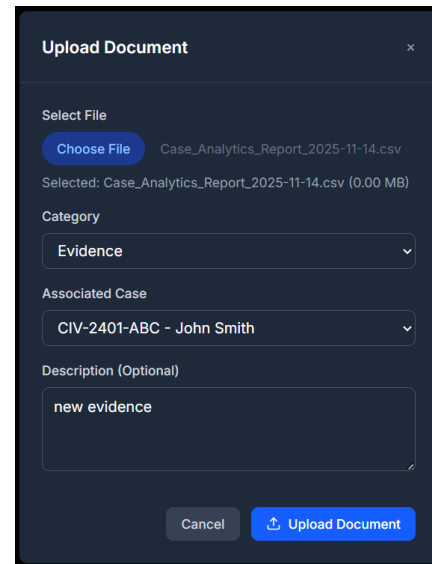 Upload Document ×
Select File
Choose File Case_Analytics_Report_2025-11-14.csv
Selected: Case_Analytics_Report_2025-11-14.csv (0.00 MB)
Category
Evidence
Associated Case
CIV-2401-ABC - John Smith
Description (Optional)
new evidence
Cancel Upload Document